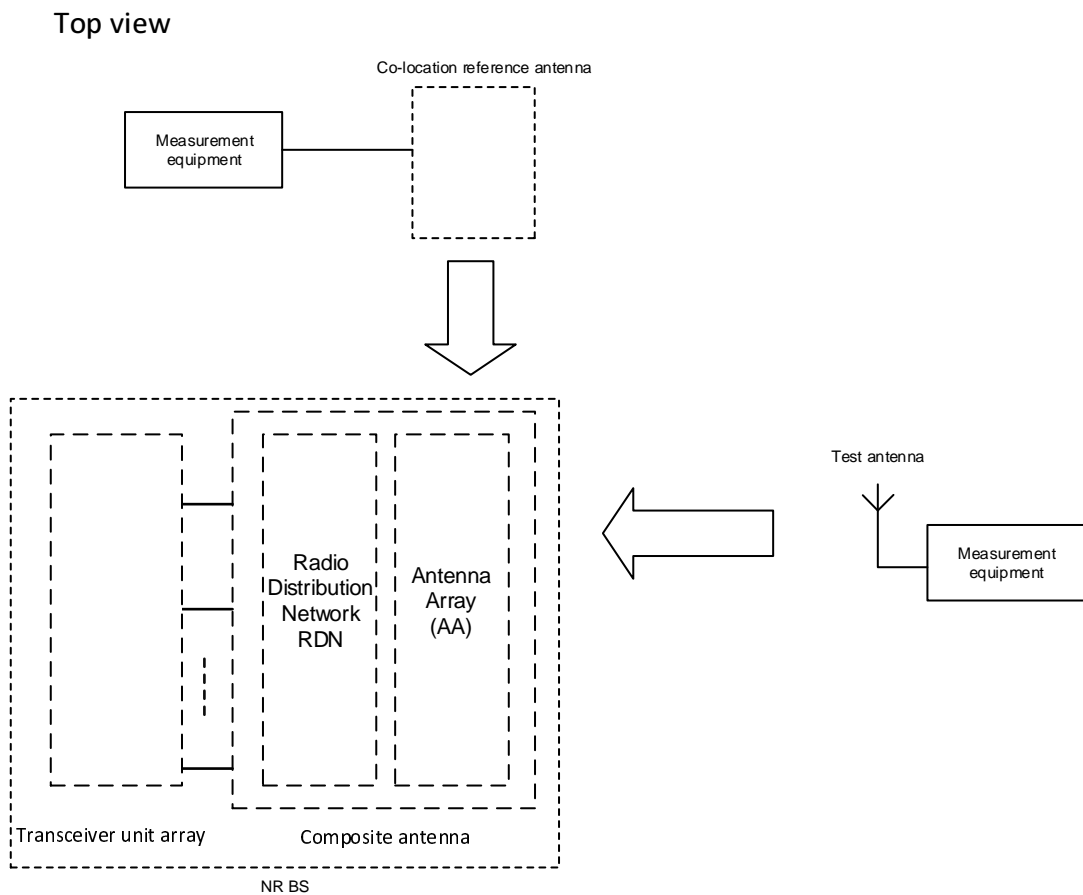 Top view
Co-location reference antenna
Measurement
equipment
Test antenna
Measurement
equipment
Radio
Distribution
Network
RDN
Antenna
Array
(AA)
Transceiver unit array
Composite antenna
NR BS